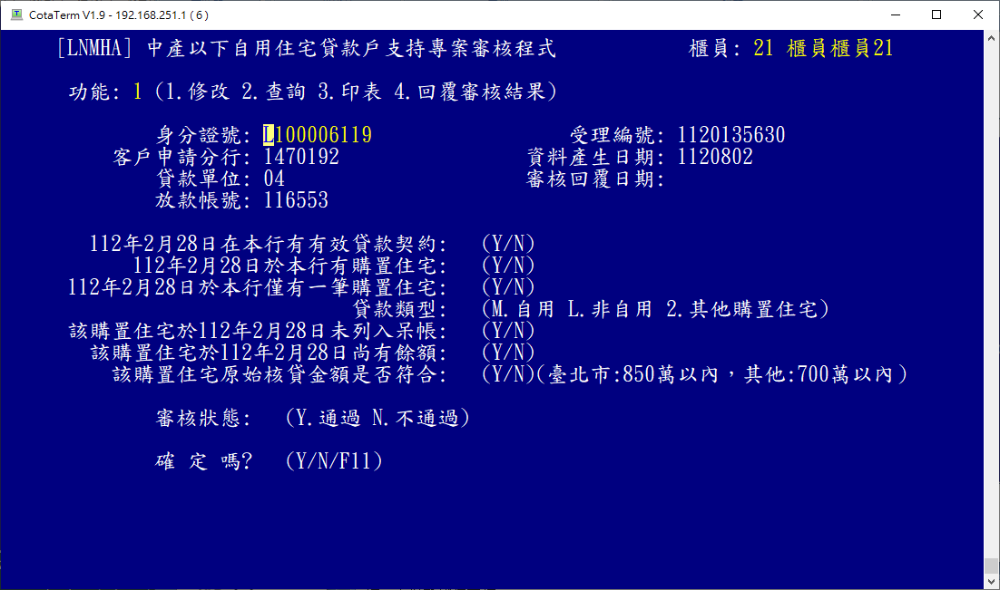 CotaTerm V1.9 - 192.168.251.1 ( 6 )
[LNMHA] 中產以下自用住宅貸款戶支持專案審核程式 櫃員: 21 櫃員櫃員21
功能: 1 (1.修改 2.查詢 3.印表 4.回覆審核結果)
身分證號: L100006119 受理編號: 1120135630
客戶申請分行: 1470192 資料產生日期: 1120802
貸款單位: 04 審核回覆日期:
放款帳號: 116553
112年2月28日在本行有有效貸款契約: (Y/N)
112年2月28日於本行有購置住宅: (Y/N)
112年2月28日於本行僅有一筆購置住宅: (Y/N)
貸款類型: (M.自用 L.非自用 2.其他購置住宅)
該購置住宅於112年2月28日未列入呆帳: (Y/N)
該購置住宅於112年2月28日尚有餘額: (Y/N)
該購置住宅原始核貸金額是否符合: (Y/N)(臺北市:850萬以內，其他:700萬以內)
審核狀態: (Y.通過 N.不通過)
確 定 嗎? (Y/N/F11)